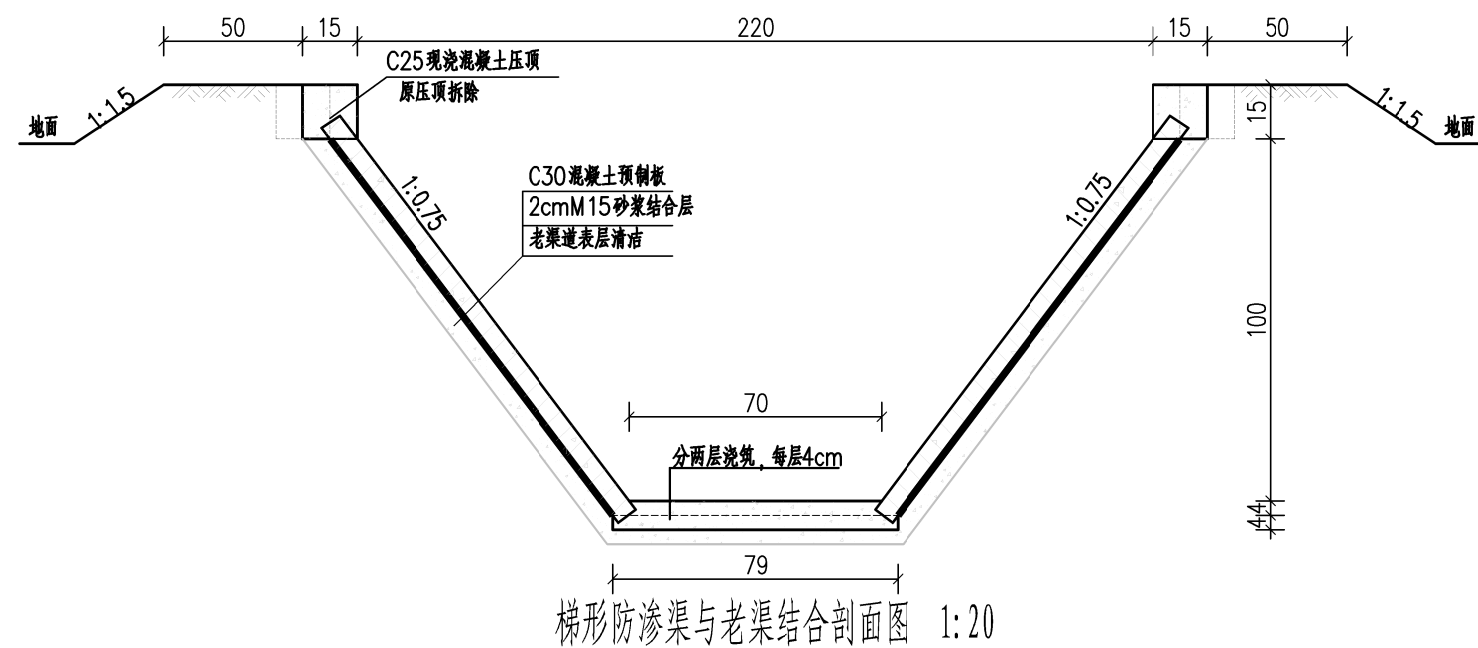 50
15
220
15
50
C25现浇混凝土压顶
原压顶拆除
1:1.5
地面
15
1:1.5
地面
C30混凝土预制板
2cmM15砂浆结合层
老渠道表层清洁
1:0.75
1:0.75
100
70
分两层浇筑，每层4cm
4
4
79
梯形防渗渠与老渠结合剖面图 1:20